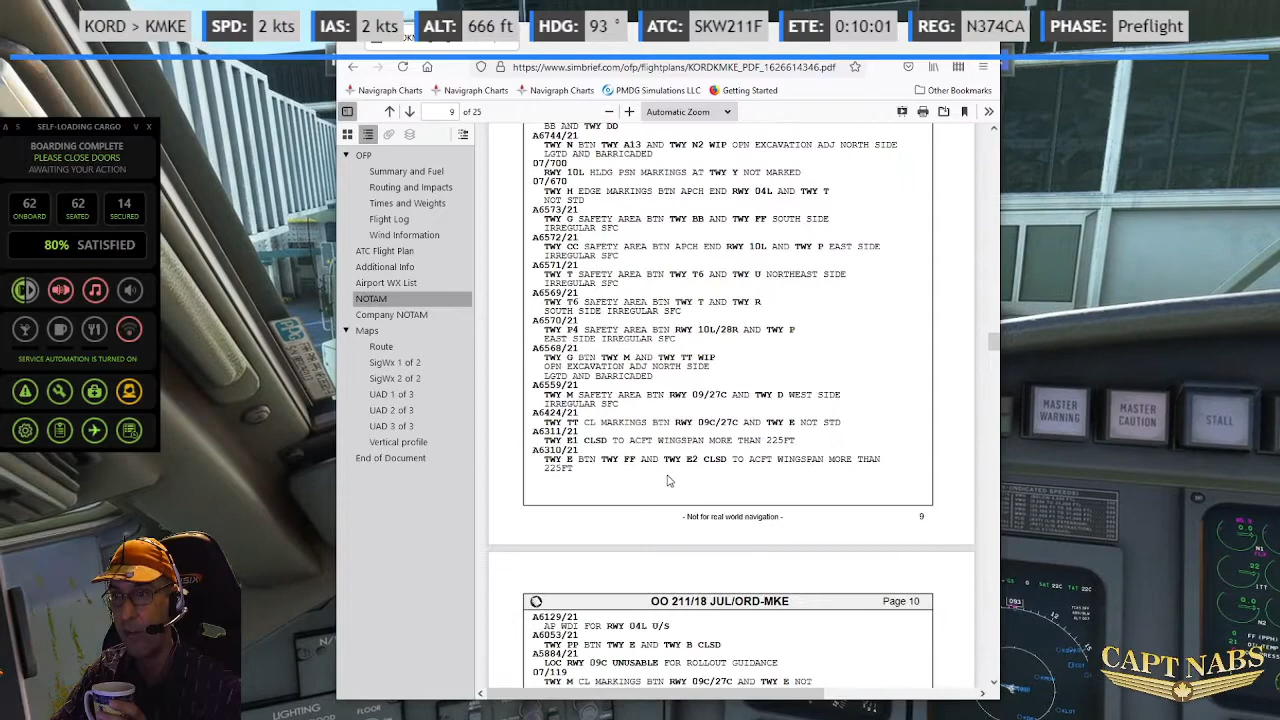 KORD > KMKE
SPD: 2 kts
IAS: 2 kts
ALT: 666 ft
HDG: 93 °
ATC: SKW211F
ETE: 0:10:01
REG: N374CA
PHASE: Preflight
https://www.simbrief.com/ofp/flightplans/KORDKMKE_PDF_1626614346.pdf
Navigraph Charts
Navigraph Charts
Navigraph Charts
PMDG Simulations LLC
Getting Started
Other Bookmarks
9 of 25
Automatic Zoom
SELF-LOADING CARGO
BOARDING COMPLETE
PLEASE CLOSE DOORS
AWAITING YOUR ACTION
62 62 14
ONBOARD SEATED SECURED
80% SATISFIED
SERVICE AUTOMATION IS TURNED ON
OFP
Summary and Fuel
Routing and Impacts
Times and Weights
Flight Log
Wind Information
ATC Flight Plan
Additional Info
Airport WX List
NOTAM
Company NOTAM
Maps
Route
SigWx 1 of 2
SigWx 2 of 2
UAD 1 of 3
UAD 2 of 3
UAD 3 of 3
Vertical profile
End of Document
BB AND TWY DD
A6744/21
TWY N BTN TWY A13 AND TWY N2 WIP OPN EXCAVATION ADJ NORTH SIDE
LGTD AND BARRICADED
07/700
RWY 10L HLDG PSN MARKINGS AT TWY Y NOT MARKED
07/670
TWY H EDGE MARKINGS BTN APCH END RWY 04L AND TWY T
NOT STD
A6573/21
TWY G SAFETY AREA BTN TWY BB AND TWY FF SOUTH SIDE
IRREGULAR SFC
A6572/21
TWY CC SAFETY AREA BTN APCH END RWY 10L AND TWY P EAST SIDE
IRREGULAR SFC
A6571/21
TWY T SAFETY AREA BTN TWY T6 AND TWY U NORTHEAST SIDE
IRREGULAR SFC
A6569/21
TWY T6 SAFETY AREA BTN TWY T AND TWY R
SOUTH SIDE IRREGULAR SFC
A6570/21
TWY P4 SAFETY AREA BTN RWY 10L/28R AND TWY P
EAST SIDE IRREGULAR SFC
A6568/21
TWY G BTN TWY M AND TWY TT WIP
OPN EXCAVATION ADJ NORTH SIDE
LGTD AND BARRICADED
A6559/21
TWY M SAFETY AREA BTN RWY 09/27C AND TWY D WEST SIDE
IRREGULAR SFC
A6424/21
TWY TT CL MARKINGS BTN RWY 09C/27C AND TWY E NOT STD
A6311/21
TWY E1 CLSD TO ACFT WINGSPAN MORE THAN 225FT
A6310/21
TWY E BTN TWY FF AND TWY E2 CLSD TO ACFT WINGSPAN MORE THAN
225FT
- Not for real world navigation -
9
OO 211/18 JUL/ORD-MKE
Page 10
A6129/21
AP WDI FOR RWY 04L U/S
A6053/21
TWY PP BTN TWY E AND TWY B CLSD
A5884/21
LOC RWY 09C UNUSABLE FOR ROLLOUT GUIDANCE
07/119
TWY M CL MARKINGS BTN RWY 09C/27C AND TWY E NOT
MASTER WARNING
MASTER CAUTION
STALL
LIGHTING
CAPT NABS